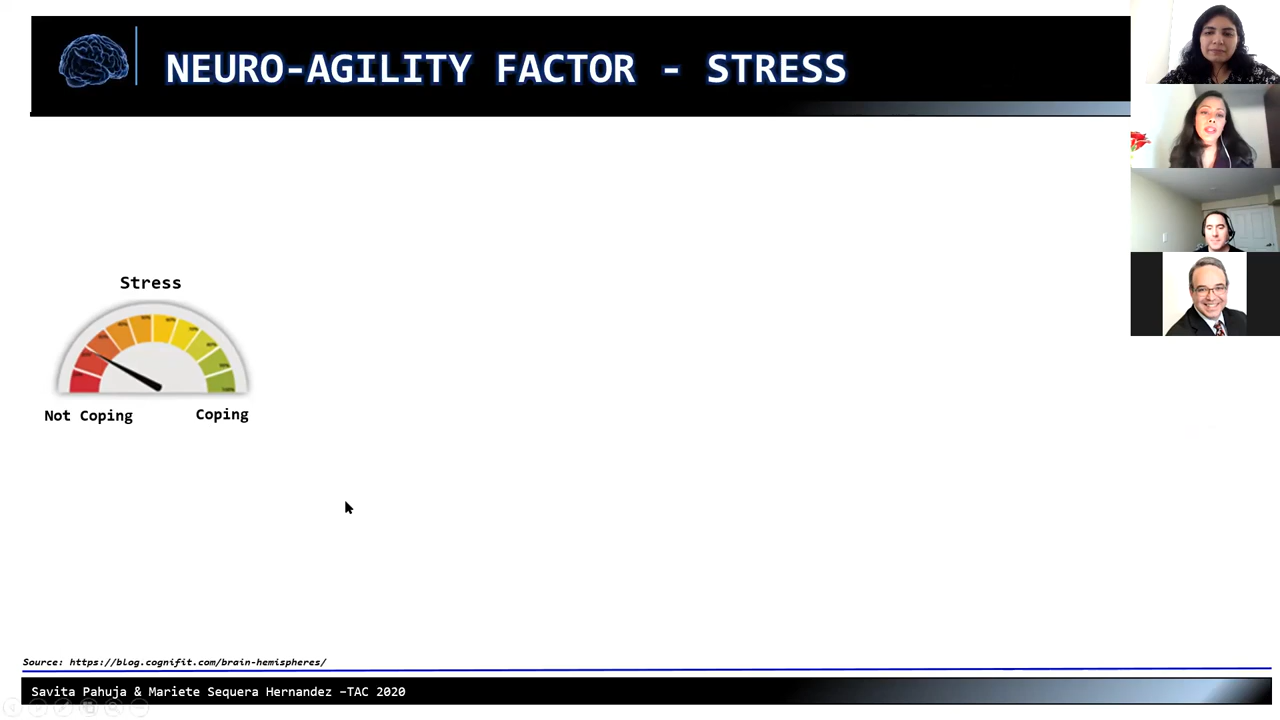 NEURO-AGILITY FACTOR - STRESS
Stress
Not Coping
Coping
Source: https://blog.cognifit.com/brain-hemispheres/
Savita Pahuja & Mariete Sequera Hernandez –TAC 2020